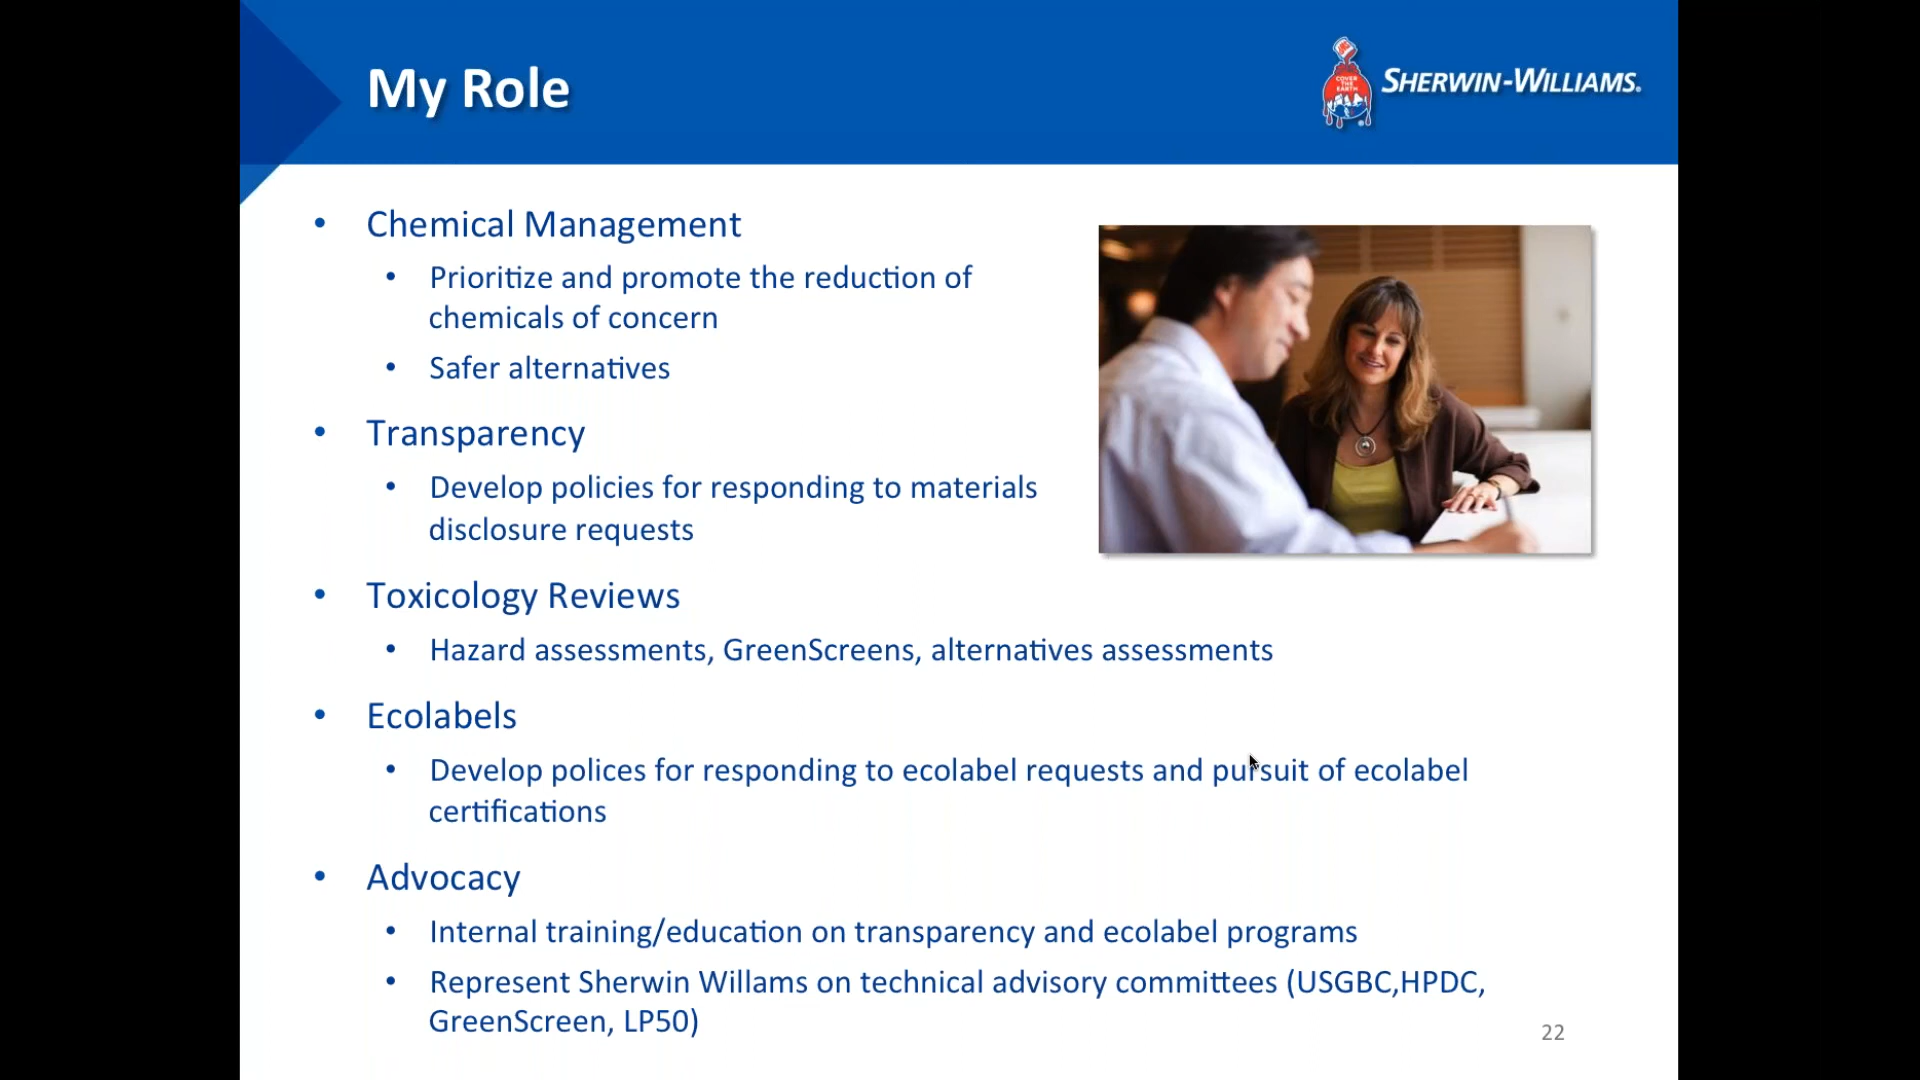 My Role
COVER
THE
EARTH
SHERWIN-WILLIAMS.
• Chemical Management
• Prioritize and promote the reduction of
chemicals of concern
• Safer alternatives
• Transparency
• Develop policies for responding to materials
disclosure requests
• Toxicology Reviews
• Hazard assessments, GreenScreens, alternatives assessments
• Ecolabels
• Develop polices for responding to ecolabel requests and pursuit of ecolabel
certifications
• Advocacy
• Internal training/education on transparency and ecolabel programs
• Represent Sherwin Willams on technical advisory committees (USGBC,HPDC,
GreenScreen, LP50)
22